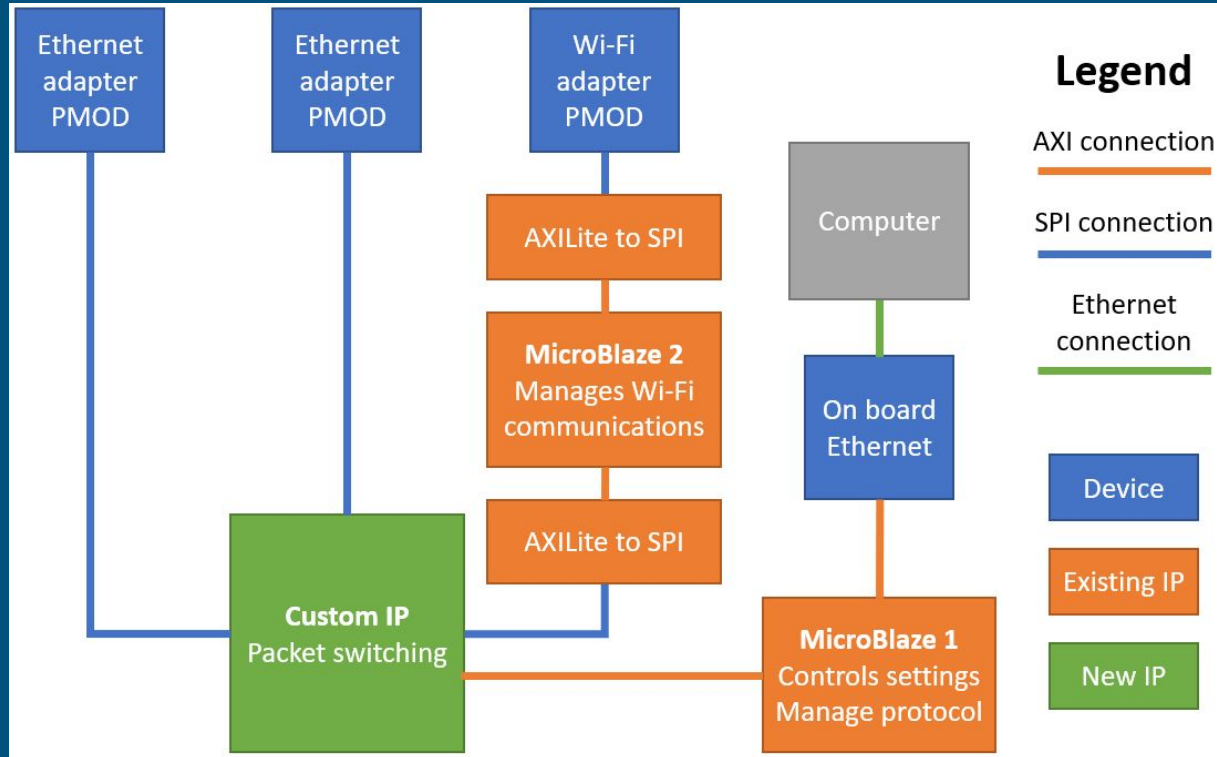 Ethernet
adapter
PMOD
Ethernet
adapter
PMOD
Wi-Fi
adapter
PMOD
AXILite to SPI
MicroBlaze 2
Manages Wi-Fi
communications
AXILite to SPI
Custom IP
Packet switching
Computer
On board
Ethernet
MicroBlaze 1
Controls settings
Manage protocol
Legend
AXI connection
SPI connection
Ethernet
connection
Device
Existing IP
New IP